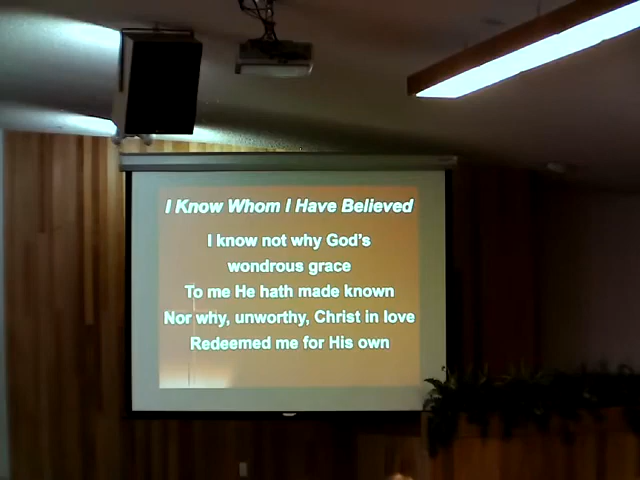 I Know Whom I Have Believed
I know not why God's
wondrous grace
To me He hath made known
Nor why, unworthy, Christ in love
Redeemed me for His own